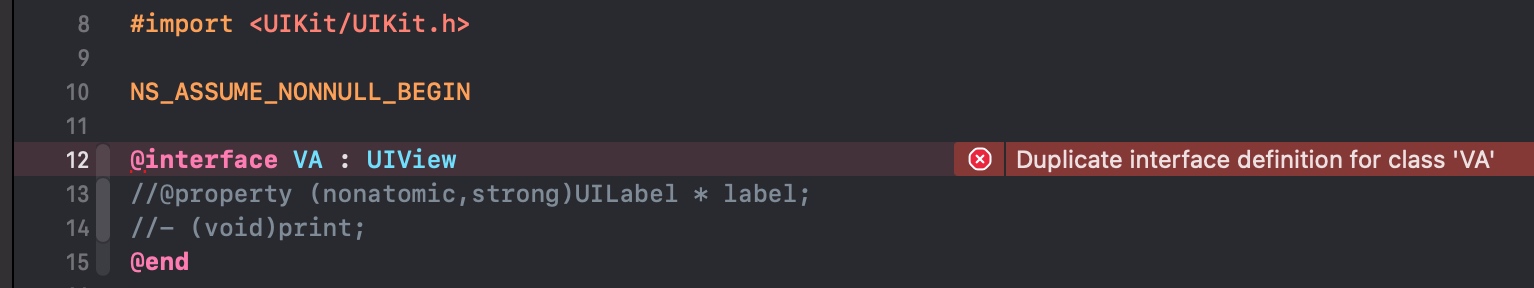 8 #import <UIKit/UIKit.h>
9
10 NS_ASSUME_NONNULL_BEGIN
11
12 @interface VA : UIView Duplicate interface definition for class 'VA'
13 //@property (nonatomic,strong)UILabel * label;
14 //- (void)print;
15 @end